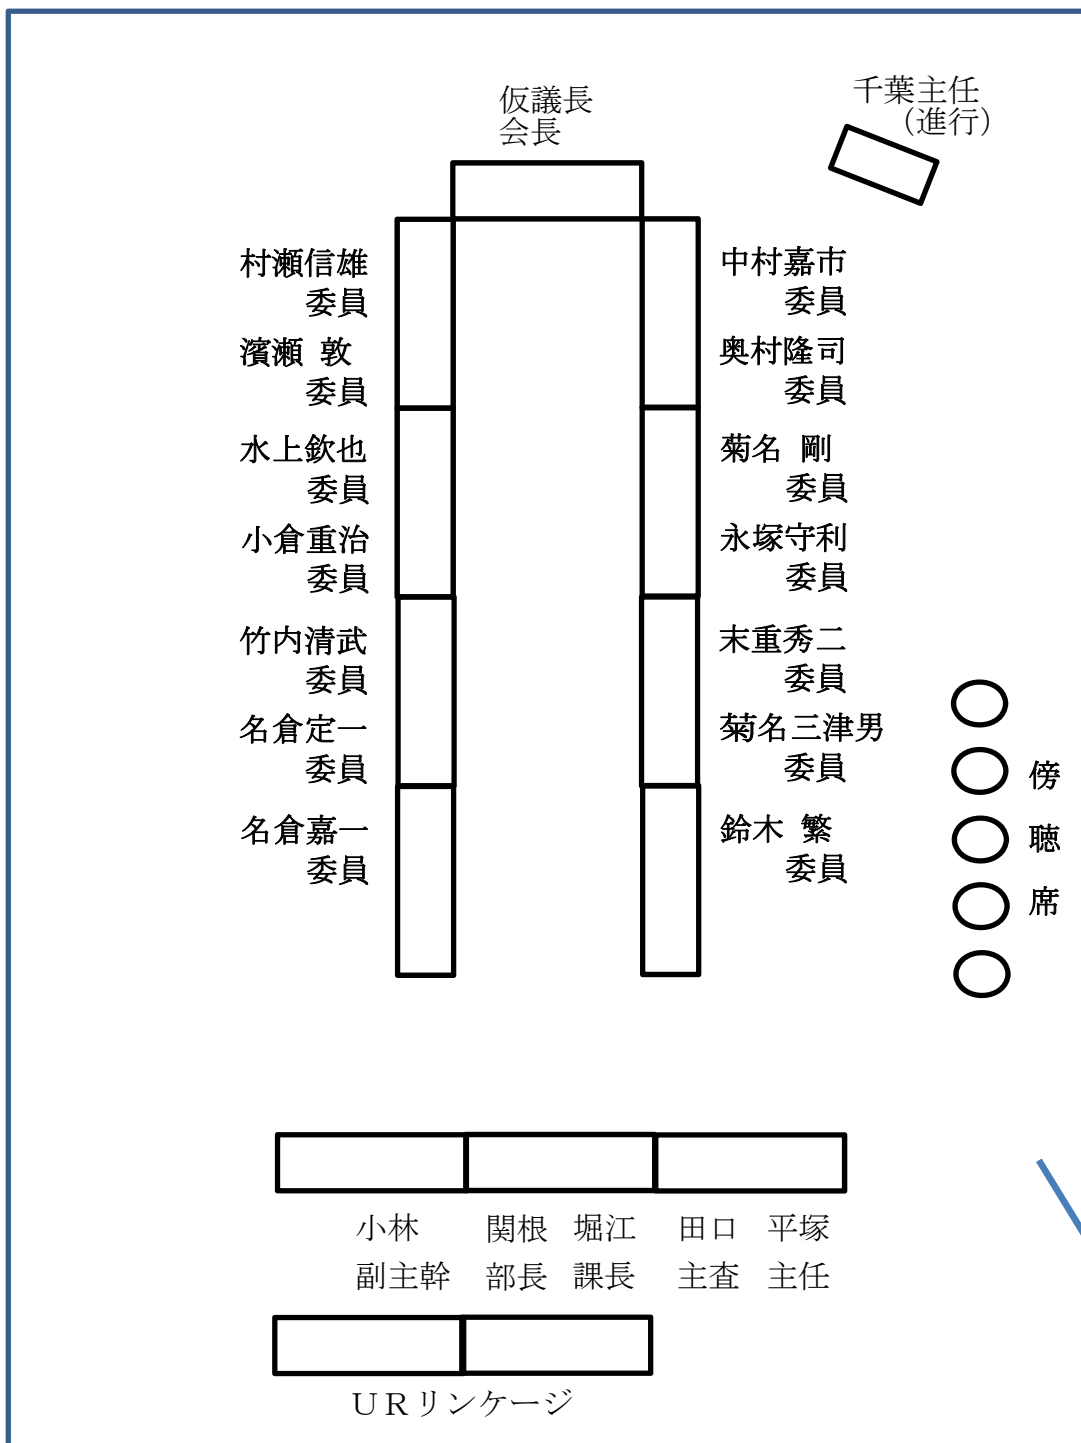 仮議長
会長
千葉主任
（進行）
村瀬信雄
委員
濱瀬 敦
委員
水上欽也
委員
小倉重治
委員
竹内清武
委員
名倉定一
委員
名倉嘉一
委員
中村嘉市
委員
奥村隆司
委員
菊名 剛
委員
永塚守利
委員
末重秀二
委員
菊名三津男
委員
鈴木 繁
委員
傍
聴
席
小林 関根 堀江 田口 平塚
副主幹 部長 課長 主査 主任
ＵＲリンケージ